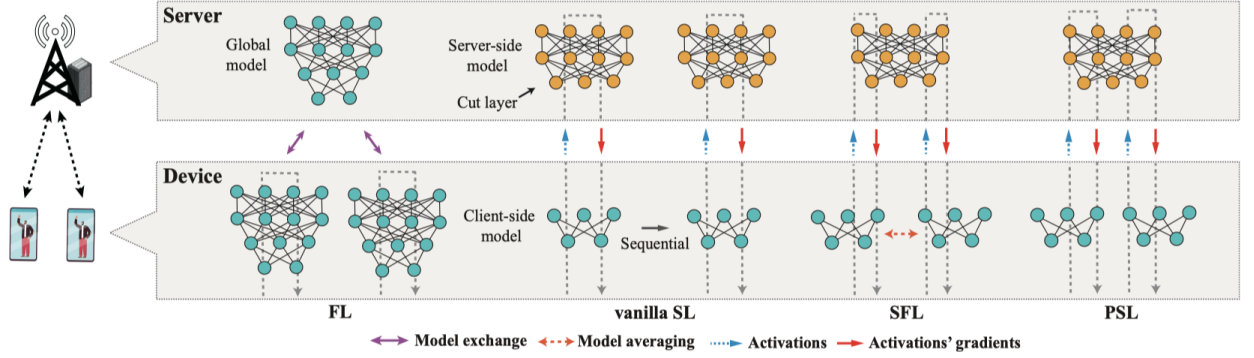 Server
Global
model
Server-side
model
Cut layer
Device
Client-side
model
Sequential
FL
vanilla SL
SFL
PSL
Model exchange
Model averaging
Activations
Activations' gradients